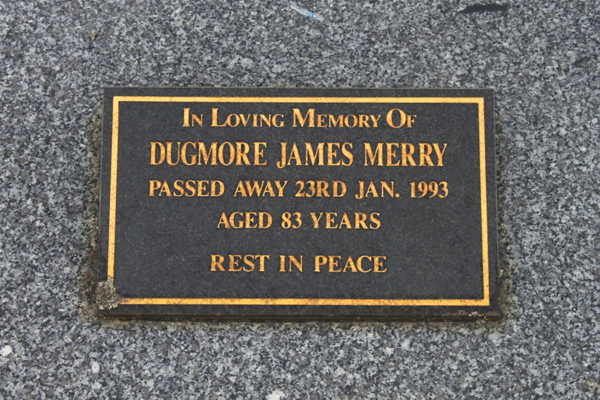 In Loving Memory Of
DUGMORE JAMES MERRY
PASSED AWAY 23RD JAN. 1993
AGED 83 YEARS
REST IN PEACE